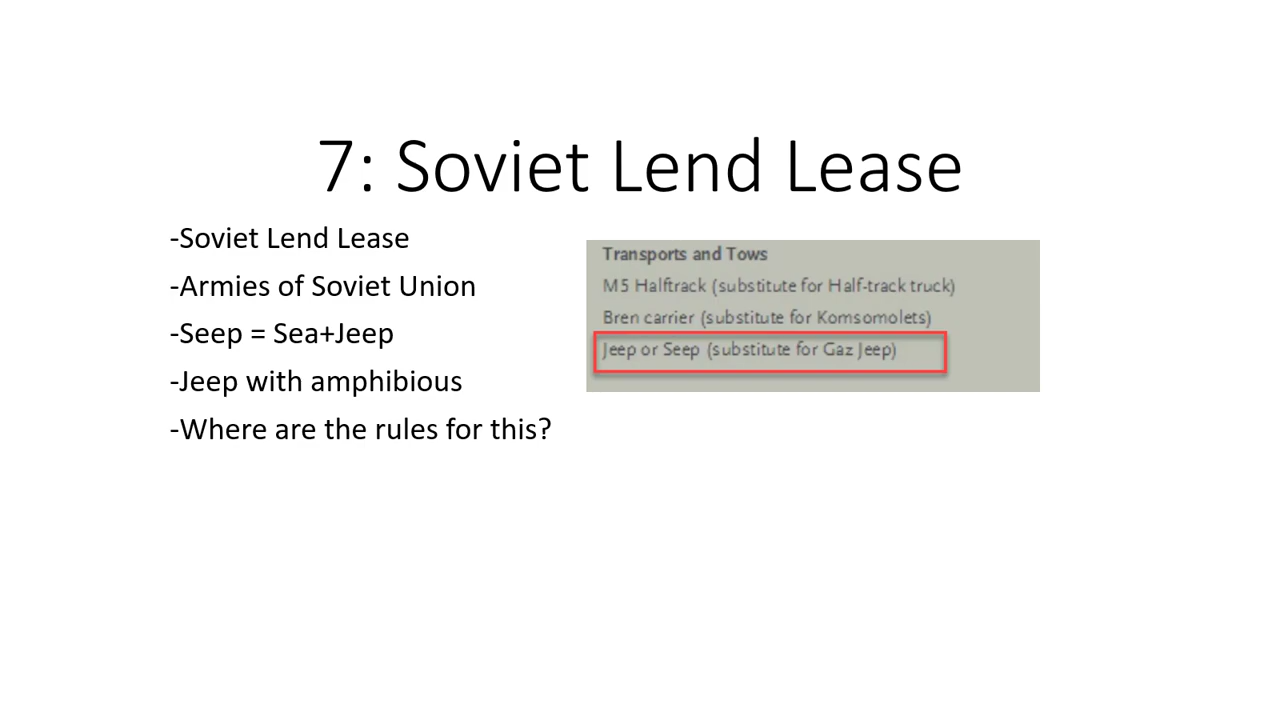 7: Soviet Lend Lease
-Soviet Lend Lease
-Armies of Soviet Union
-Seep = Sea+Jeep
-Jeep with amphibious
-Where are the rules for this?
Transports and Tows
M5 Halftrack (substitute for Half-track truck)
Bren carrier (substitute for Komsomolets)
Jeep or Seep (substitute for Gaz Jeep)